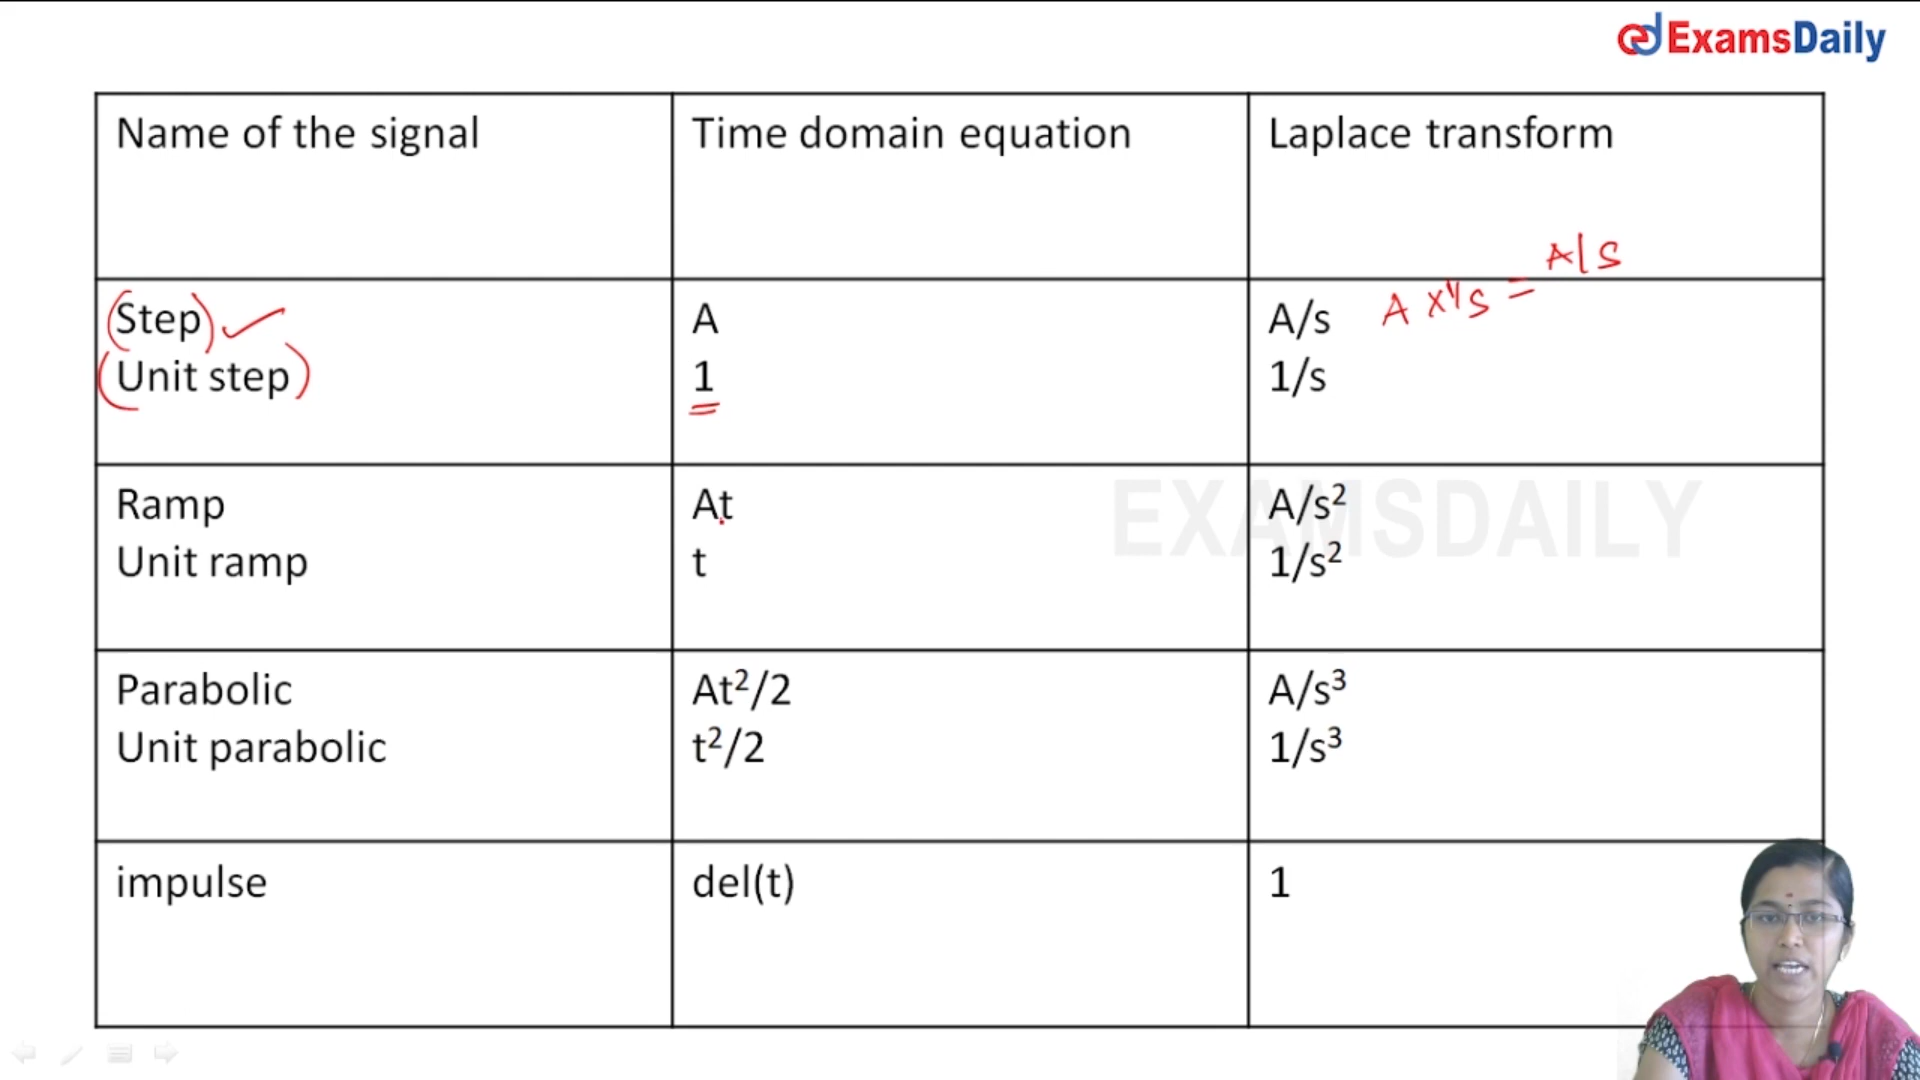 ExamsDaily
Name of the signal
Time domain equation
Laplace transform
Step
Unit step
A
1
A/s
1/s
A x 1/s = A/s
Ramp
Unit ramp
At
t
A/s²
1/s²
EXAMSDAILY
Parabolic
Unit parabolic
At²/2
t²/2
A/s³
1/s³
impulse
del(t)
1